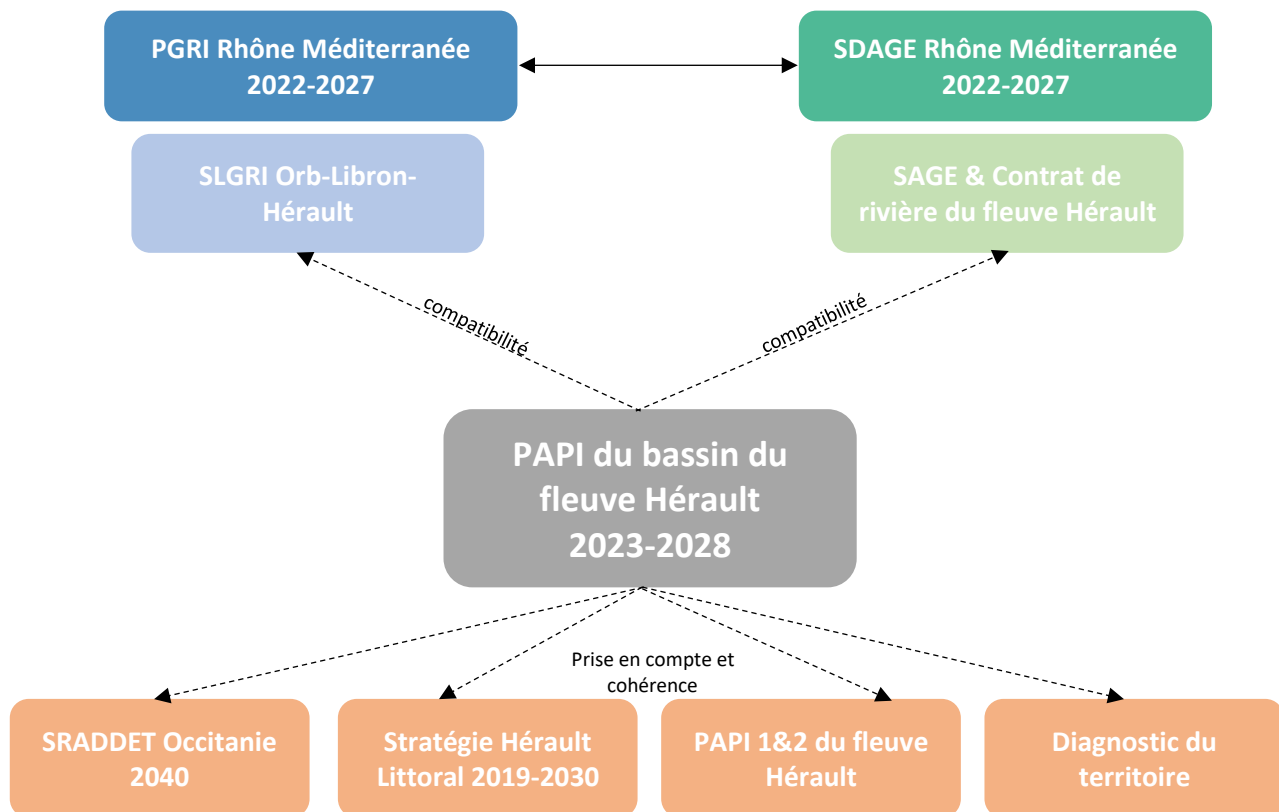 PGRI Rhône Méditerranée
2022-2027
SDAGE Rhône Méditerranée
2022-2027
SLGRI Orb-Libron-
Hérault
SAGE & Contrat de
rivière du fleuve Hérault
compatibilité
compatibilité
PAPI du bassin du
fleuve Hérault
2023-2028
Prise en compte et
cohérence
SRADDET Occitanie
2040
Stratégie Hérault
Littoral 2019-2030
PAPI 1&2 du fleuve
Hérault
Diagnostic du
territoire